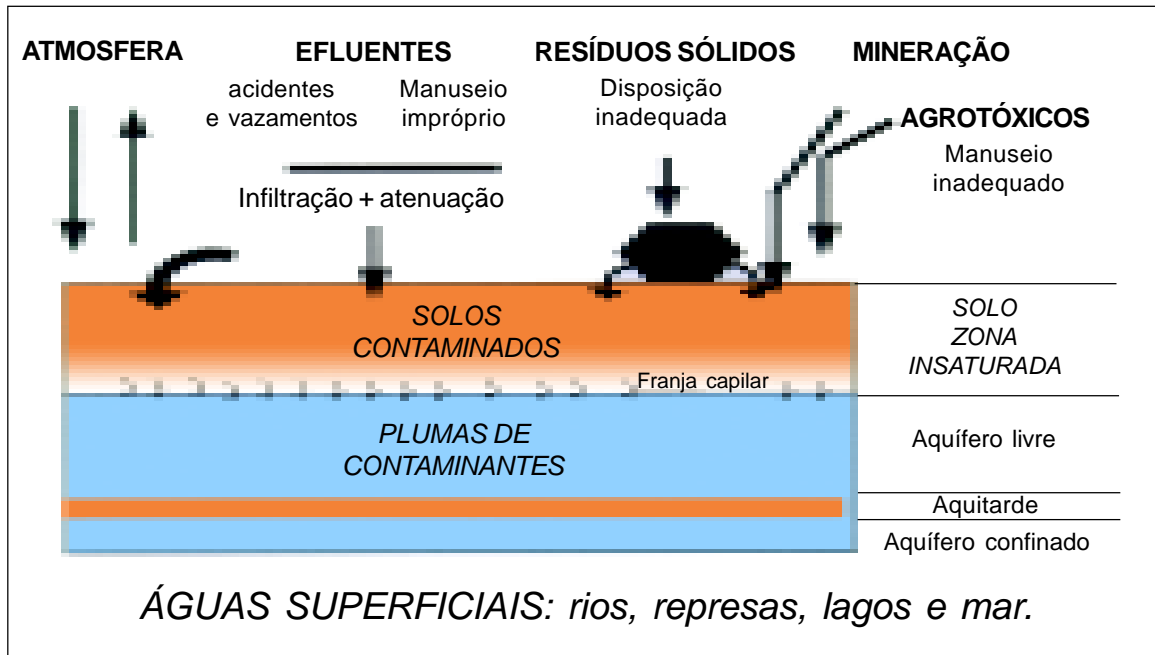 ATMOSFERA
EFLUENTES
RESÍDUOS SÓLIDOS
MINERAÇÃO
acidentes
e vazamentos
Manuseio
impróprio
Disposição
inadequada
AGROTÓXICOS
Manuseio
inadequado
Infiltração + atenuação
SOLOS
CONTAMINADOS
SOLO
ZONA
INSATURADA
Franja capilar
PLUMAS DE
CONTAMINANTES
Aquífero livre
Aquitarde
Aquífero confinado
ÁGUAS SUPERFICIAIS: rios, represas, lagos e mar.